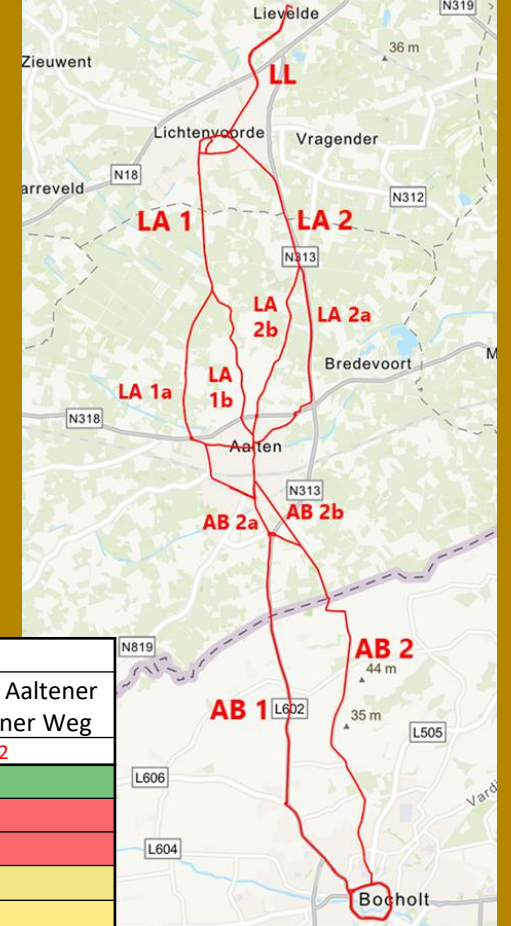 Lievelde
N319
Zieuwent
36 m
LL
Lichtenvoorde
Vragender
N18
arreveld
N312
LA 1
LA 2
N313
LA
2b
LA 2a
Bredevoort
M
LA 1a
LA
1b
N318
Aalten
N313
AB 2a
AB 2b
N819
Aaltener
ner Weg
2
AB 2
44 m
AB 1
L602
35 m
L505
L606
Vardi
L604
Bocholt